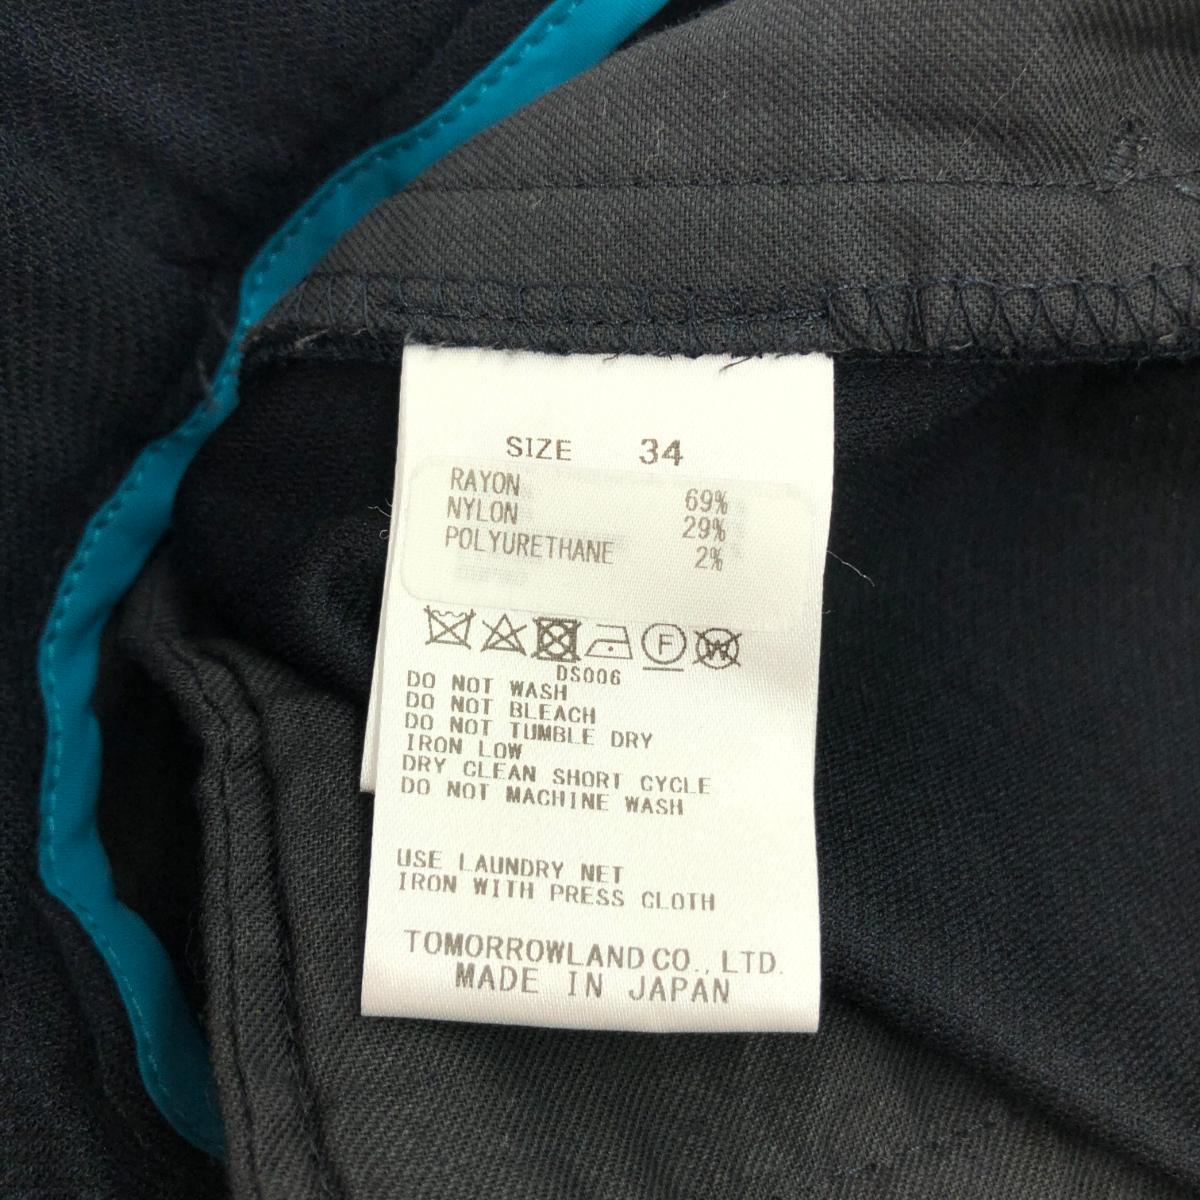 SIZE 34
RAYON 69%
NYLON 29%
POLYURETHANE 2%
F W
DS006
DO NOT WASH
DO NOT BLEACH
DO NOT TUMBLE DRY
IRON LOW
DRY CLEAN SHORT CYCLE
DO NOT MACHINE WASH
USE LAUNDRY NET
IRON WITH PRESS CLOTH
TOMORROWLAND CO., LTD.
MADE IN JAPAN